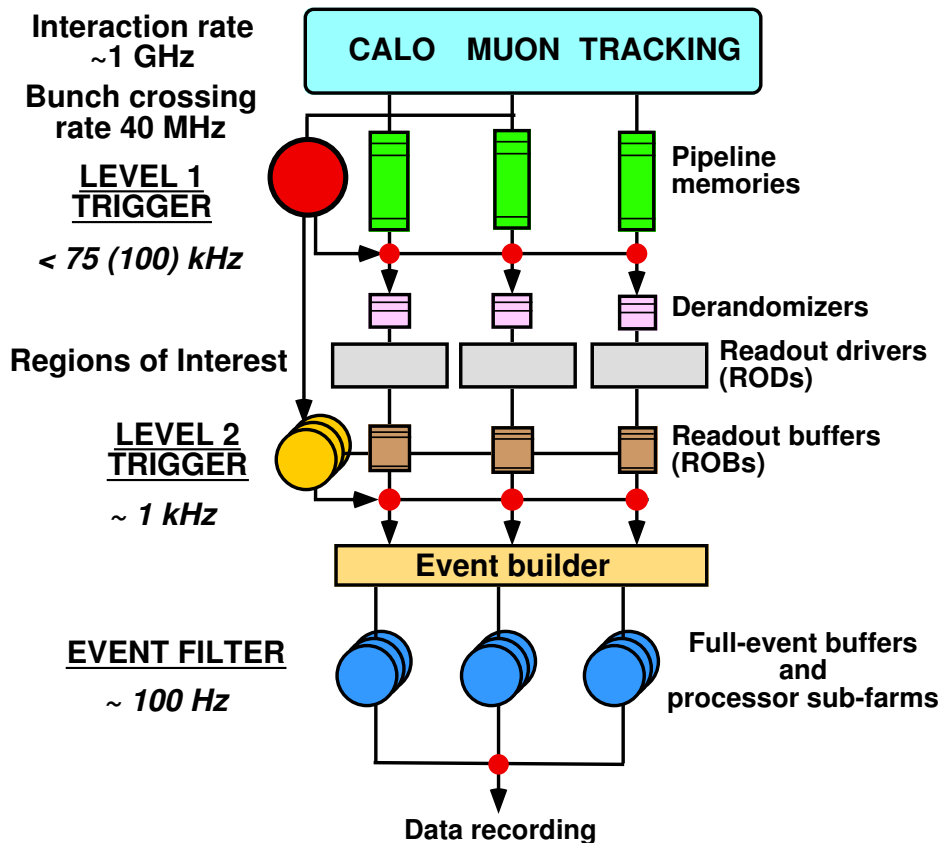 Interaction rate
~1 GHz
CALO MUON TRACKING
Bunch crossing
rate 40 MHz
LEVEL 1
TRIGGER
Pipeline
memories
< 75 (100) kHz
Derandomizers
Regions of Interest
Readout drivers
(RODs)
LEVEL 2
TRIGGER
Readout buffers
(ROBs)
~ 1 kHz
Event builder
EVENT FILTER
~ 100 Hz
Full-event buffers
and
processor sub-farms
Data recording